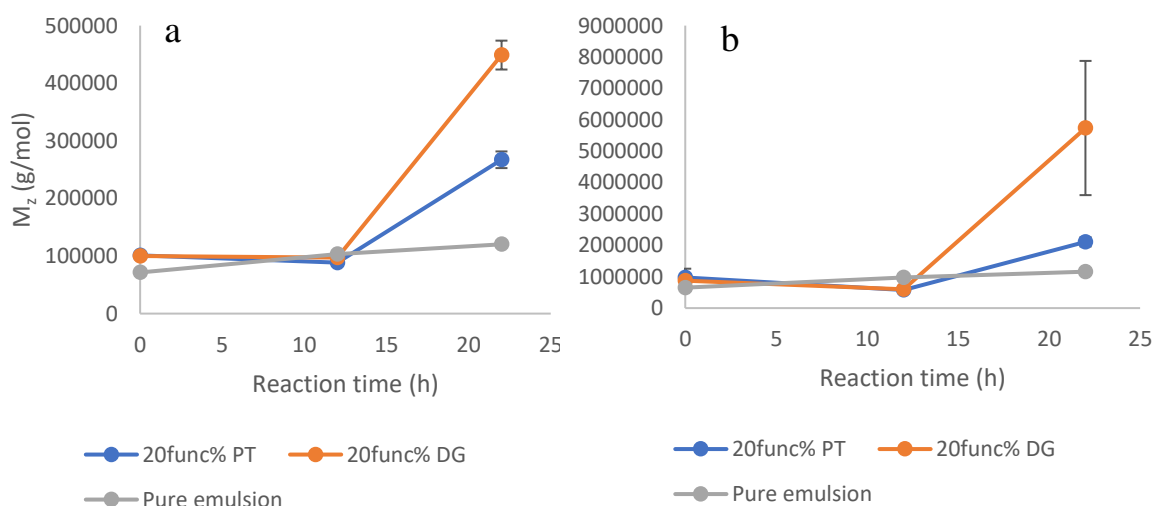 a
500000
400000
300000
200000
100000
0
M_z (g/mol)
0 5 10 15 20 25
Reaction time (h)
20func% PT 20func% DG
Pure emulsion
b
9000000
8000000
7000000
6000000
5000000
4000000
3000000
2000000
1000000
0
0 5 10 15 20 25
Reaction time (h)
20func% PT 20func% DG
Pure emulsion